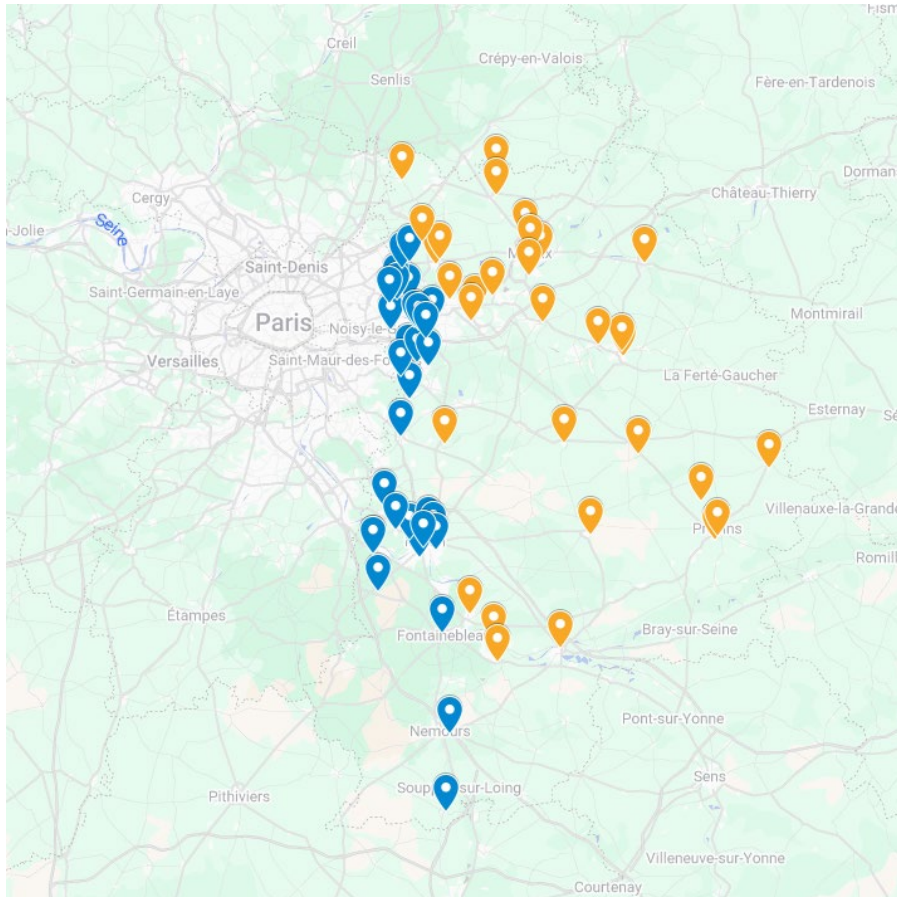 Fism
Creil
Crépy-en-Valois
Senlis
Fère-en-Tardenois
Dorman
Château-Thierry
Cergy
-Jolie
Seine
Saint-Denis
Saint-Germain-en-Laye
Montmirail
Paris
Noisy-le-G
Versailles
Saint-Maur-des-Fo
La Ferté-Gaucher
Esternay
Sé
Villenauxe-la-Grande
Romill
Étampes
Bray-sur-Seine
Fontaineblea
Pont-sur-Yonne
Nemours
Sens
Soup sur-Loing
Pithiviers
Villeneuve-sur-Yonne
Courtenay